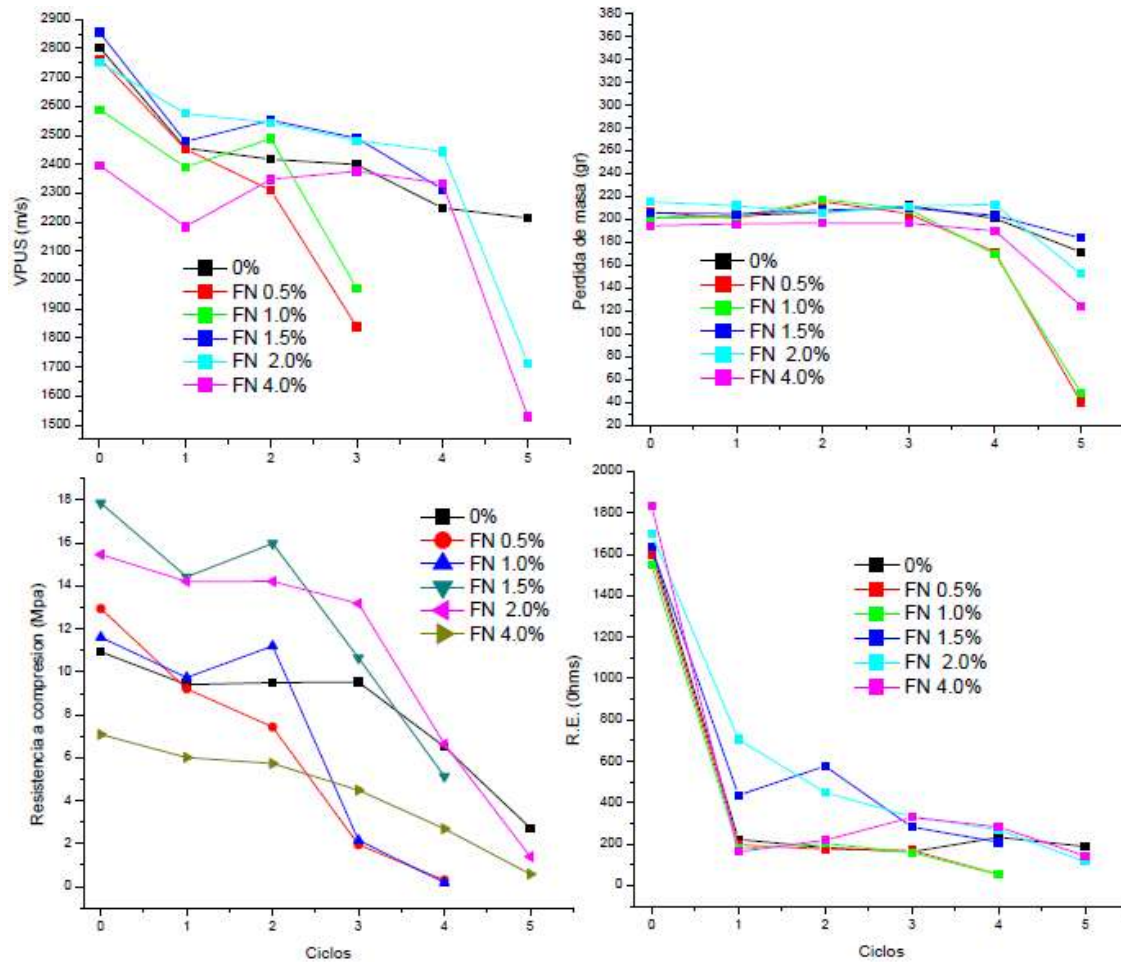 2900
2800
2700
2600
2500
2400
2300
2200
2100
2000
1900
1800
1700
1600
1500
VPUS (m/s)
0%
FN 0.5%
FN 1.0%
FN 1.5%
FN 2.0%
FN 4.0%
0 1 2 3 4 5
380
360
340
320
300
280
260
240
220
200
180
160
140
120
100
80
60
40
20
Perdida de masa (gr)
0%
FN 0.5%
FN 1.0%
FN 1.5%
FN 2.0%
FN 4.0%
0 1 2 3 4 5
18
16
14
12
10
8
6
4
2
0
Resistencia a compresion (Mpa)
0%
FN 0.5%
FN 1.0%
FN 1.5%
FN 2.0%
FN 4.0%
0 1 2 3 4 5
Ciclos
2000
1800
1600
1400
1200
1000
800
600
400
200
0
R.E. (0hms)
0%
FN 0.5%
FN 1.0%
FN 1.5%
FN 2.0%
FN 4.0%
0 1 2 3 4 5
Ciclos